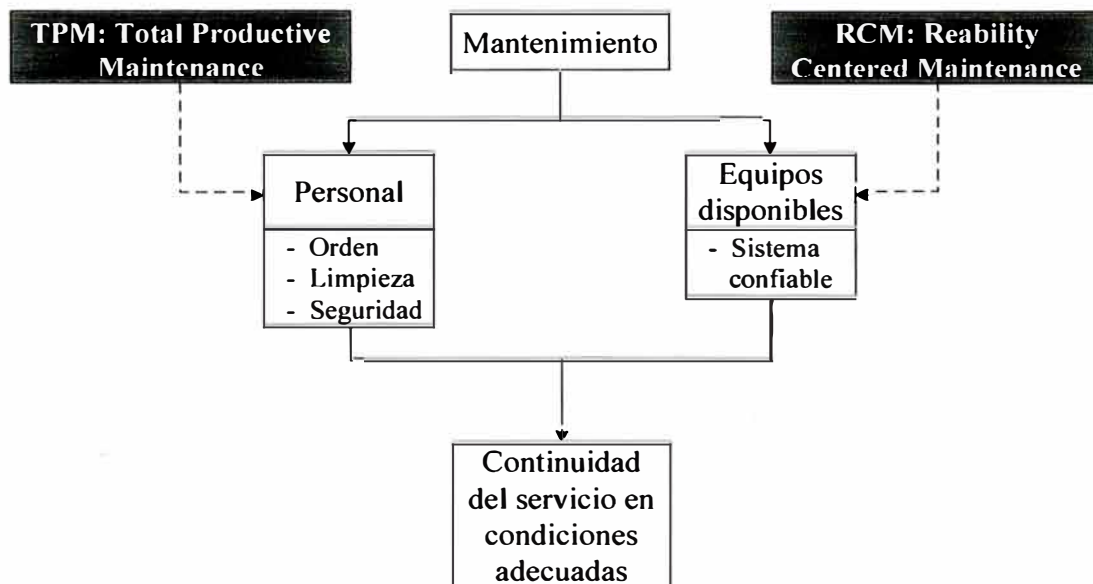 TPM: Total Productive
Maintenance
Mantenimiento
RCM: Reability
Centered Maintenance
Personal
- Orden
- Limpieza
- Seguridad
Equipos
disponibles
- Sistema
confiable
Continuidad
del servicio en
condiciones
adecuadas